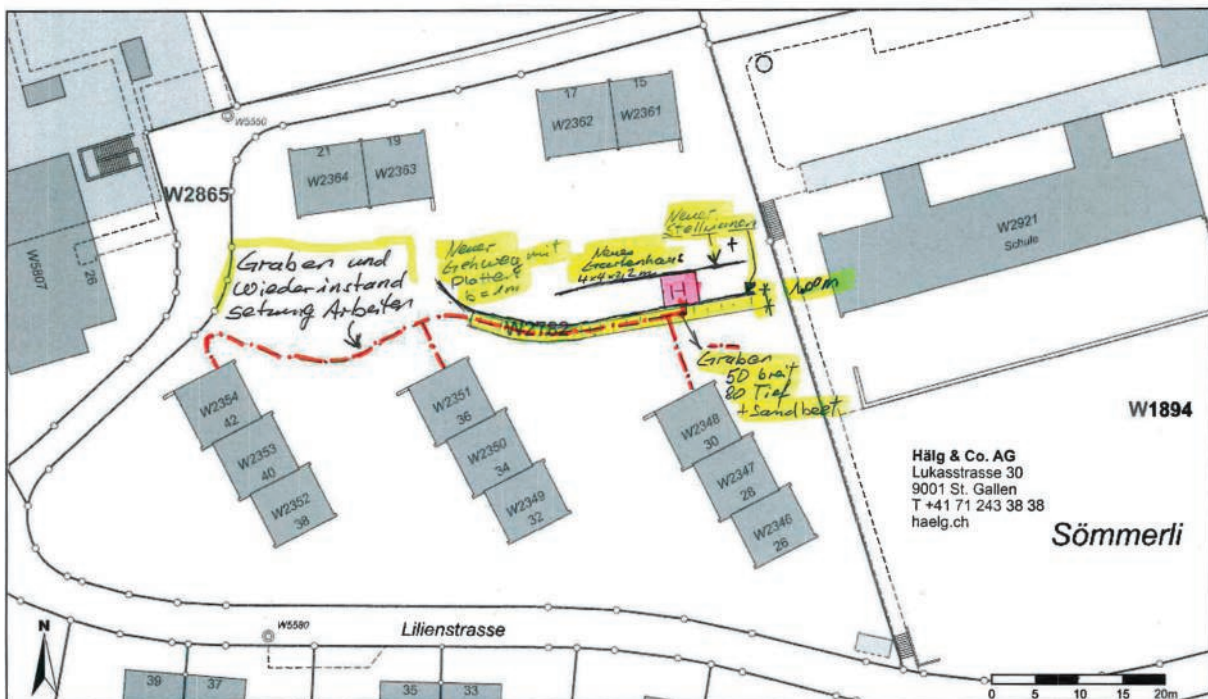 W5550
17
15
W2362
W2361
21
19
W2364
W2363
W2865
W5807
26
W2921
Schule
Neuer
Stellriemen
+
Neuer
Gehweg mit
Platten
b = 1m
Neues
Gartenhaus
4x4x2,2m
H
1.00m
Graben und
Wiederinstand
setzung Arbeiten
W2782
Graben
50 breit
80 Tief
+ Sandbeet
W2354
42
W2353
40
W2352
38
W2351
36
W2350
34
W2349
32
W2348
30
W2347
28
W2346
26
W1894
Hälg & Co. AG
Lukasstrasse 30
9001 St. Gallen
T +41 71 243 38 38
haelg.ch
Sömmerli
N
W5580
Lilienstrasse
39
37
35
33
0 5 10 15 20m